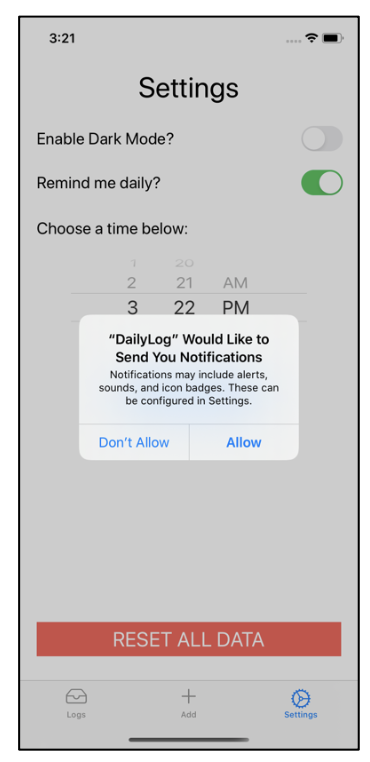 3:21
Settings
Enable Dark Mode?
Remind me daily?
Choose a time below:
1 20
2 21 AM
3 22 PM
“DailyLog” Would Like to
Send You Notifications
Notifications may include alerts,
sounds, and icon badges. These can
be configured in Settings.
Don’t Allow Allow
RESET ALL DATA
Logs Add Settings